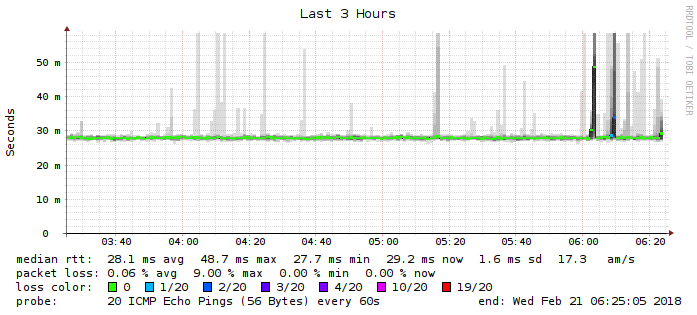 Last 3 Hours
RRDTOOL / TOBI OETIKER
Seconds
50 m
40 m
30 m
20 m
10 m
0
03:40 04:00 04:20 04:40 05:00 05:20 05:40 06:00 06:20
median rtt: 28.1 ms avg 48.7 ms max 27.7 ms min 29.2 ms now 1.6 ms sd 17.3 am/s
packet loss: 0.06 % avg 9.00 % max 0.00 % min 0.00 % now
loss color: 0 1/20 2/20 3/20 4/20 10/20 19/20
probe: 20 ICMP Echo Pings (56 Bytes) every 60s end: Wed Feb 21 06:25:05 2018